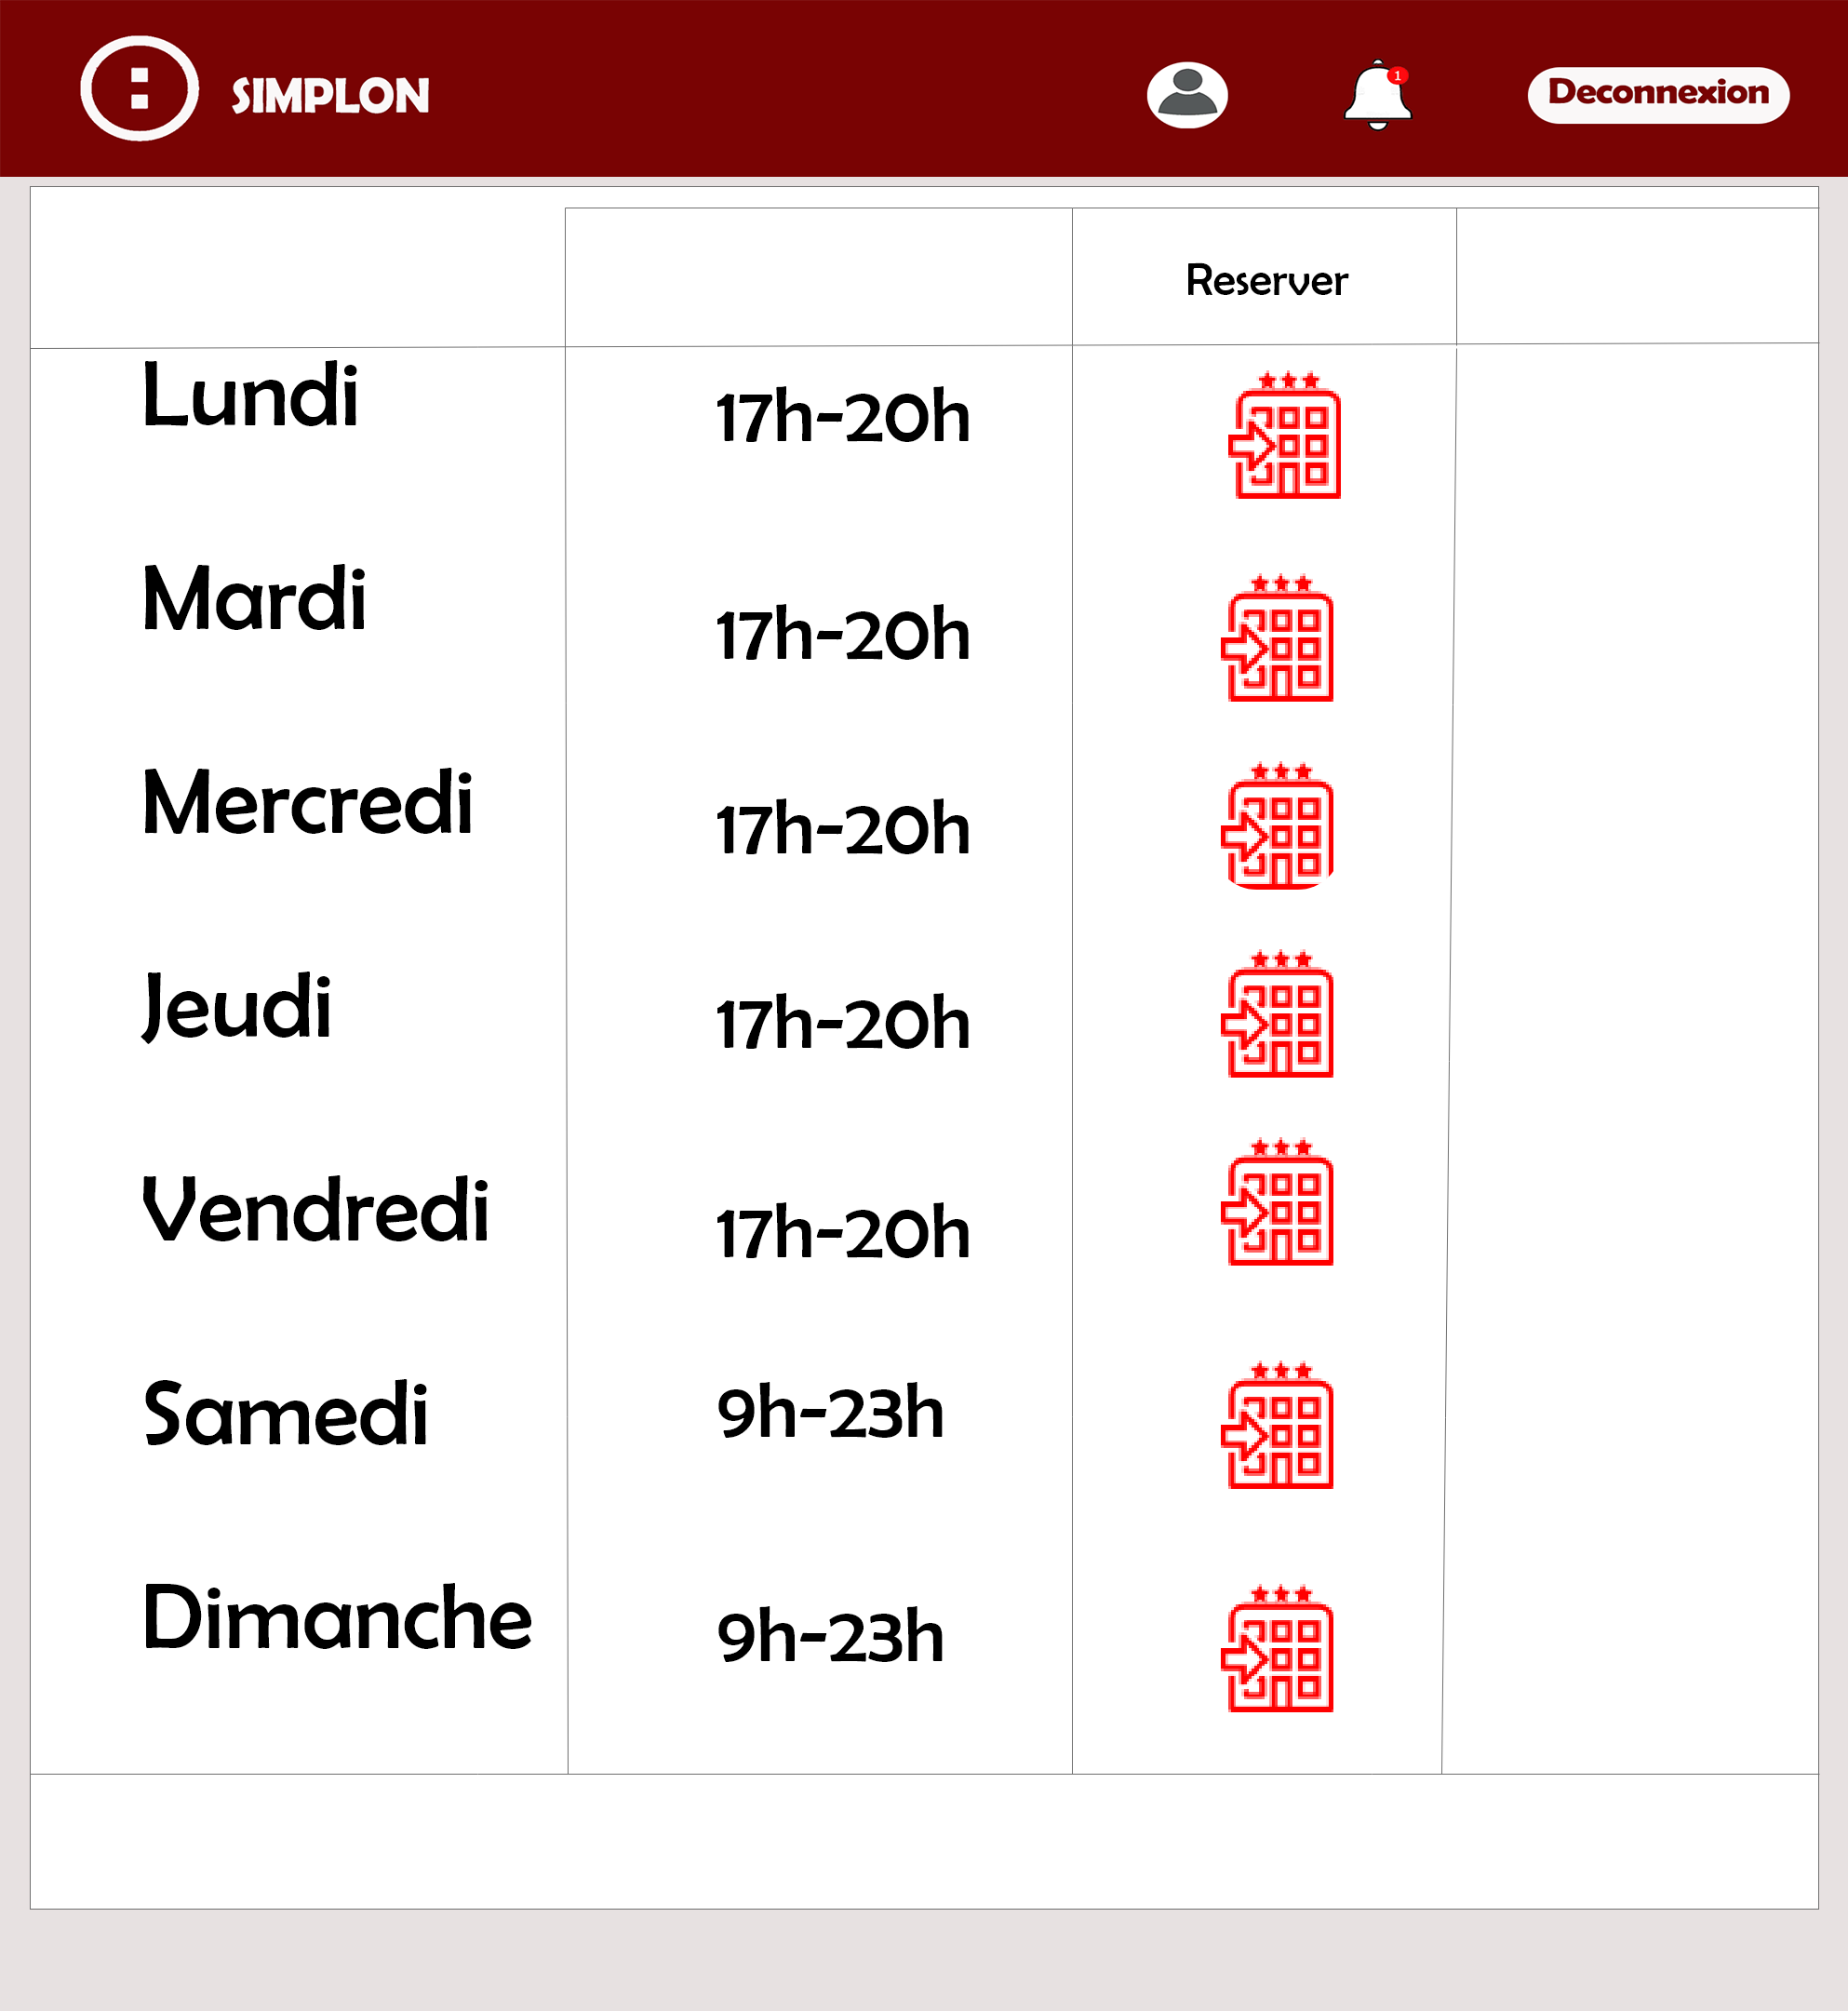 SIMPLON
1
Deconnexion
Reserver
Lundi
17h-20h
Mardi
17h-20h
Mercredi
17h-20h
Jeudi
17h-20h
Vendredi
17h-20h
Samedi
9h-23h
Dimanche
9h-23h